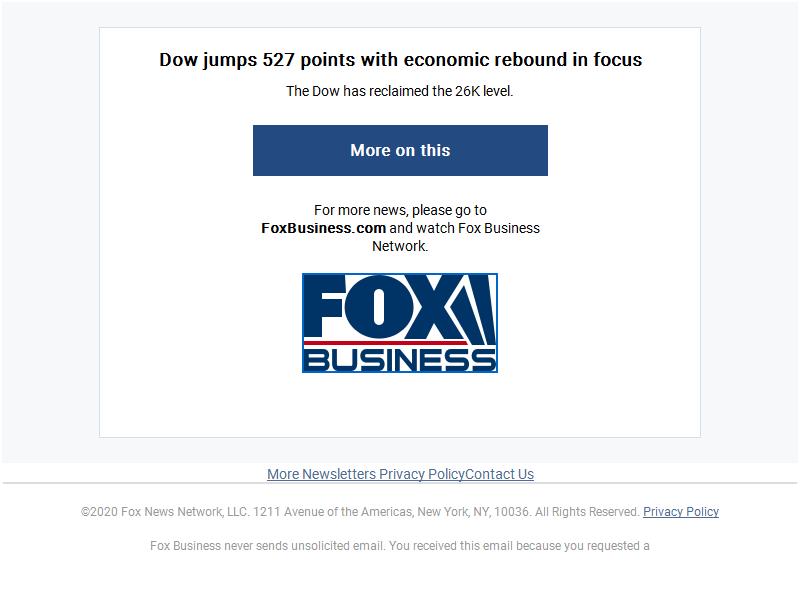 Dow jumps 527 points with economic rebound in focus
The Dow has reclaimed the 26K level.
More on this
For more news, please go to
FoxBusiness.com and watch Fox Business
Network.
FOX
BUSINESS
More Newsletters Privacy PolicyContact Us
©2020 Fox News Network, LLC. 1211 Avenue of the Americas, New York, NY, 10036. All Rights Reserved. Privacy Policy
Fox Business never sends unsolicited email. You received this email because you requested a